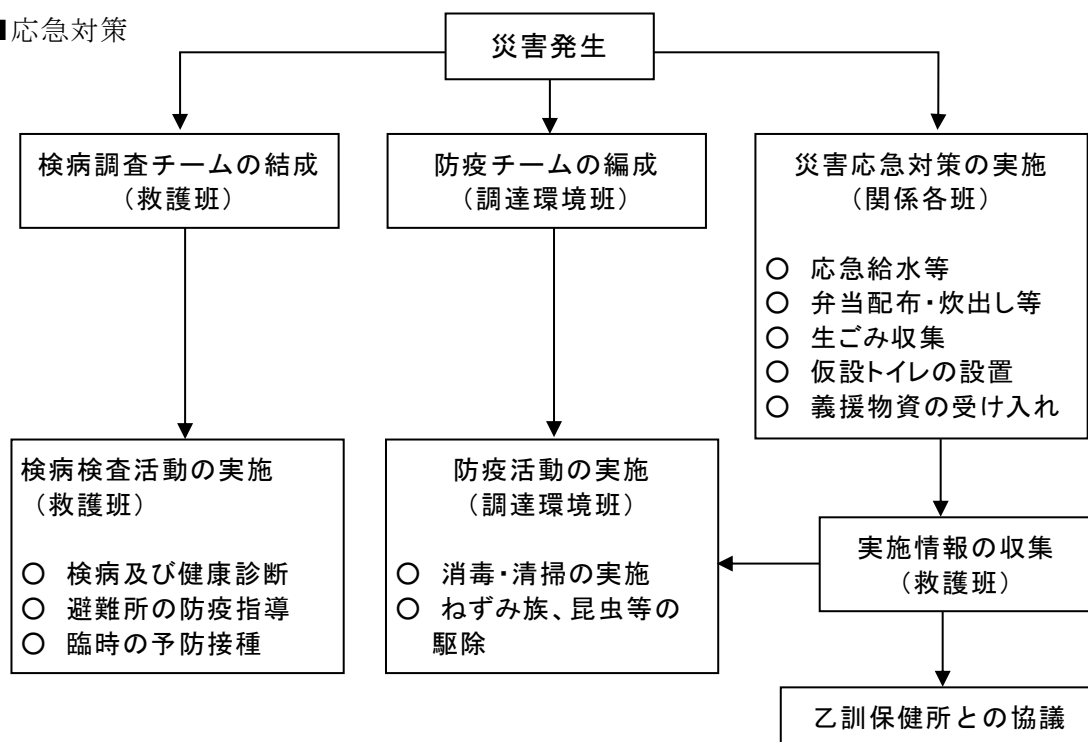 ■応急対策
災害発生
検病調査チームの結成
（救護班）
防疫チームの編成
（調達環境班）
災害応急対策の実施
（関係各班）
○ 応急給水等
○ 弁当配布・炊出し等
○ 生ごみ収集
○ 仮設トイレの設置
○ 義援物資の受け入れ
検病検査活動の実施
（救護班）
○ 検病及び健康診断
○ 避難所の防疫指導
○ 臨時の予防接種
防疫活動の実施
（調達環境班）
○ 消毒・清掃の実施
○ ねずみ族、昆虫等の
駆除
実施情報の収集
（救護班）
乙訓保健所との協議